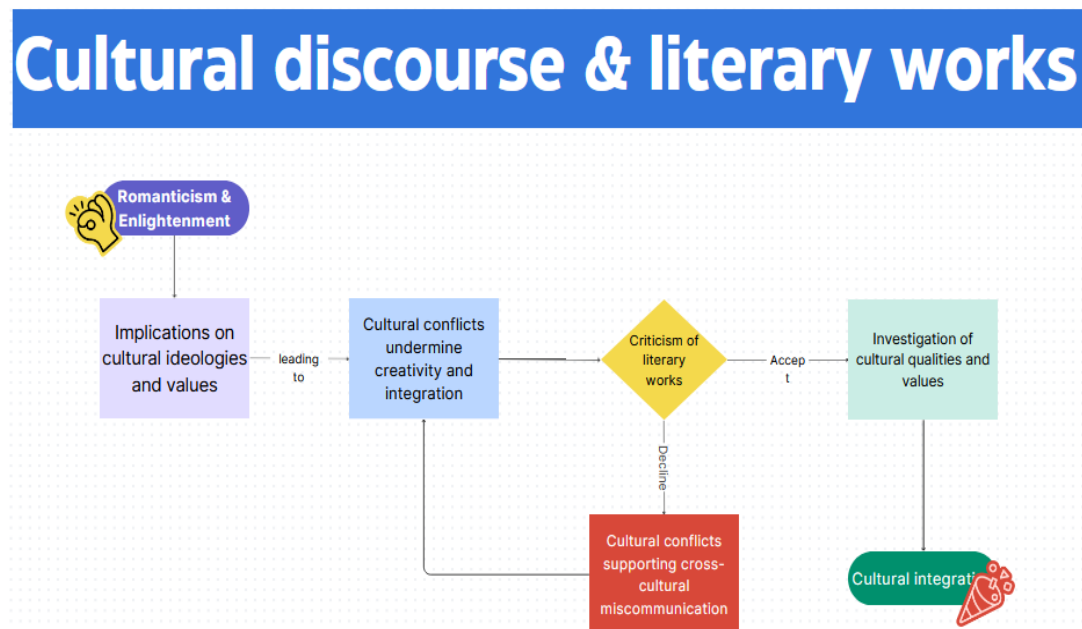 Cultural discourse & literary works
Romanticism &
Enlightenment
Implications on
cultural ideologies
and values
leading
to
Cultural conflicts
undermine
creativity and
integration
Criticism of
literary
works
Accep
t
Investigation of
cultural qualities and
values
Decline
Cultural conflicts
supporting cross-
cultural
miscommunication
Cultural integrati